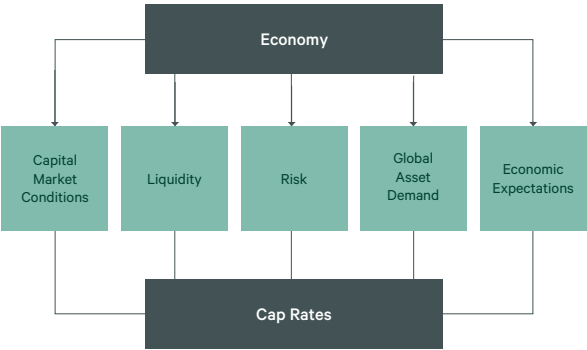 Economy
Capital
Market
Conditions
Liquidity
Risk
Global
Asset
Demand
Economic
Expectations
Cap Rates